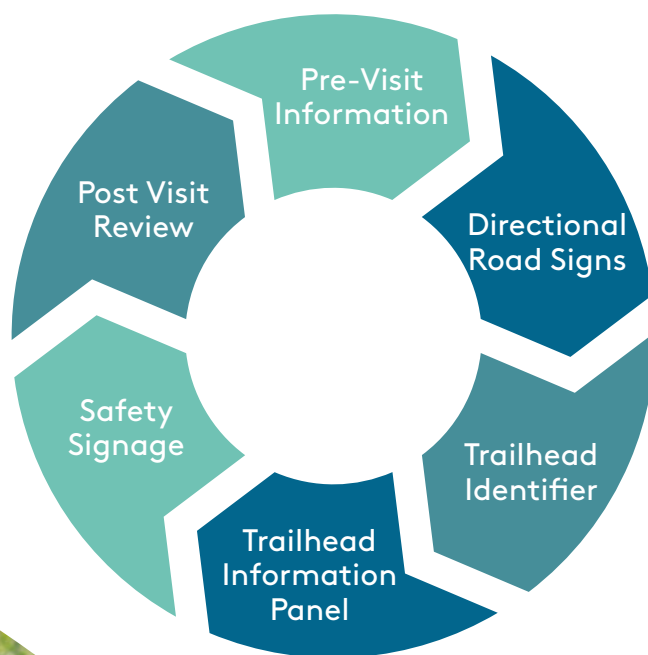 Pre-Visit
Information
Directional
Road Signs
Trailhead
Identifier
Trailhead
Information
Panel
Safety
Signage
Post Visit
Review